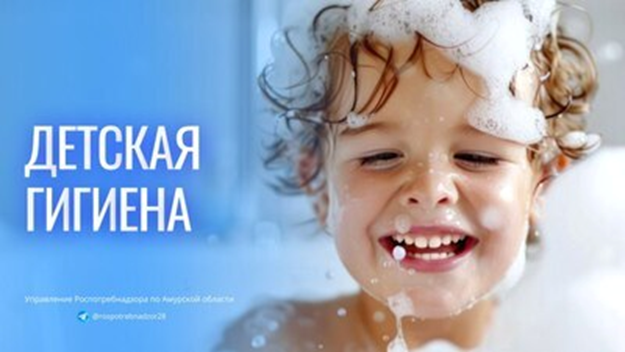 ДЕТСКАЯ
ГИГИЕНА
Управление Роспотребнадзора по Амурской области
@rospotrebnadzor28